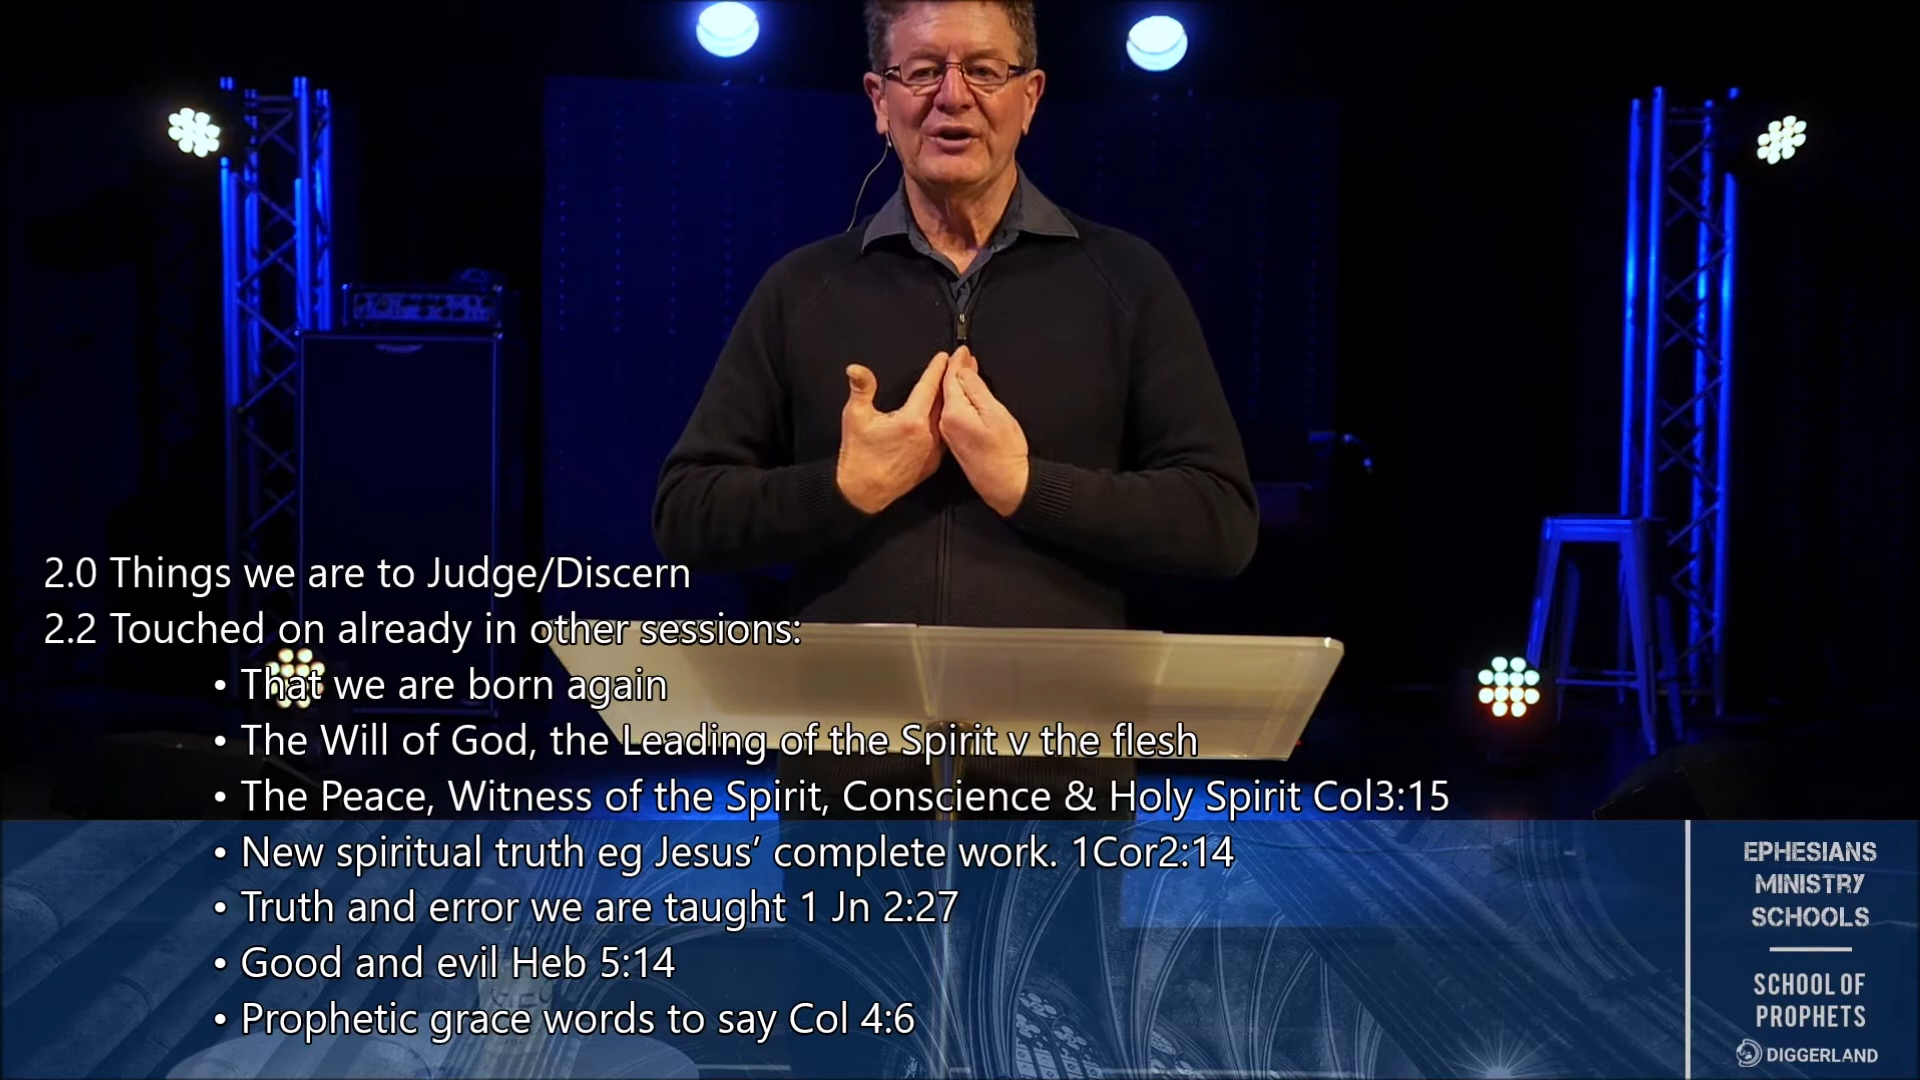 2.0 Things we are to Judge/Discern
2.2 Touched on already in other sessions:
• That we are born again
• The Will of God, the Leading of the Spirit v the flesh
• The Peace, Witness of the Spirit, Conscience & Holy Spirit Col3:15
• New spiritual truth eg Jesus’ complete work. 1Cor2:14
• Truth and error we are taught 1 Jn 2:27
• Good and evil Heb 5:14
• Prophetic grace words to say Col 4:6
EPHESIANS
MINISTRY
SCHOOLS
SCHOOL OF
PROPHETS
DIGGERLAND